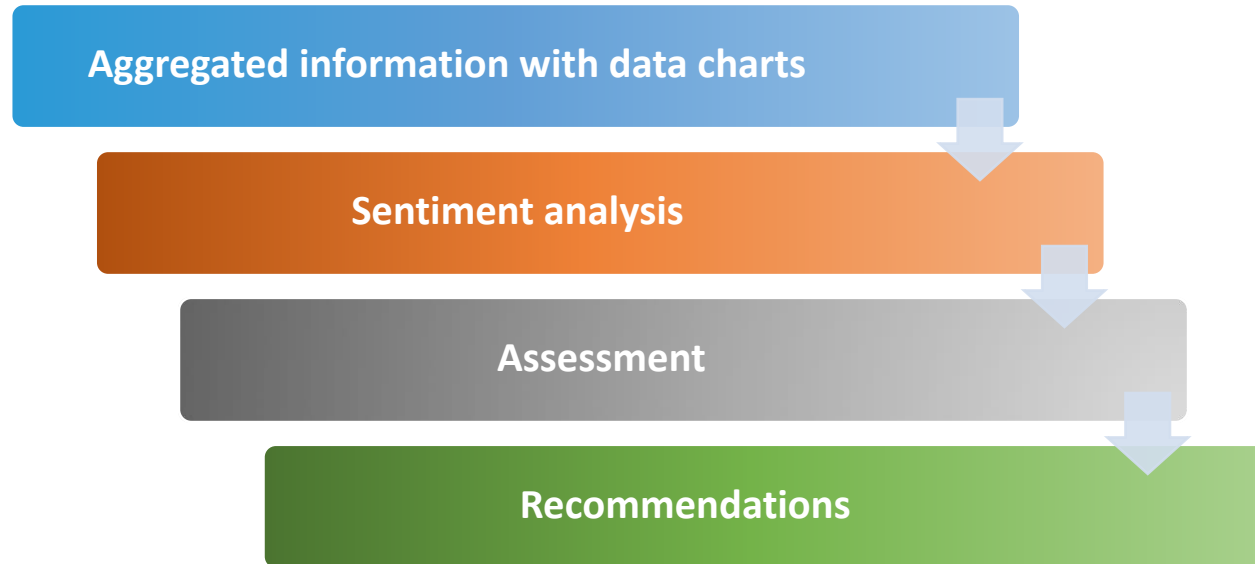 Aggregated information with data charts
Sentiment analysis
Assessment
Recommendations